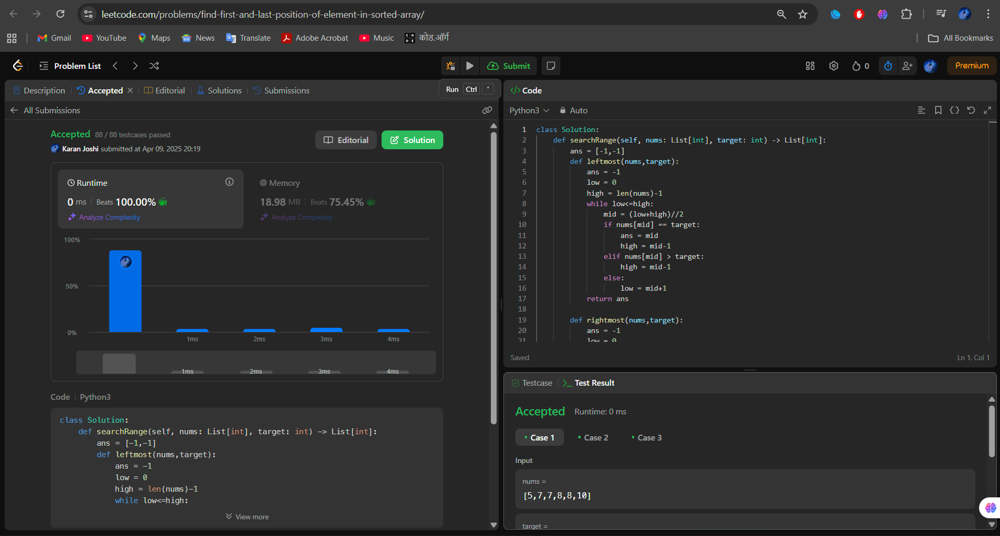 leetcode.com/problems/find-first-and-last-position-of-element-in-sorted-array/
Gmail YouTube Maps News Translate Adobe Acrobat Music कोड.ऑर्ग All Bookmarks
Problem List Submit 0 Premium
Description Accepted Editorial Solutions Submissions
Run Ctrl '
All Submissions
Accepted 88 / 88 testcases passed
Karan Joshi submitted at Apr 09, 2025 20:19
Editorial Solution
Runtime
0 ms Beats 100.00%
Analyze Complexity
Memory
18.98 MB Beats 75.45%
Analyze Complexity
100%
50%
0%
1ms 2ms 3ms 4ms
1ms 2ms 3ms 4ms
Code Python3
class Solution:
    def searchRange(self, nums: List[int], target: int) -> List[int]:
        ans = [-1,-1]
        def leftmost(nums,target):
            ans = -1
            low = 0
            high = len(nums)-1
            while low<=high:
View more
</> Code
Python3 Auto
1 class Solution:
2     def searchRange(self, nums: List[int], target: int) -> List[int]:
3         ans = [-1,-1]
4         def leftmost(nums,target):
5             ans = -1
6             low = 0
7             high = len(nums)-1
8             while low<=high:
9                 mid = (low+high)//2
10                 if nums[mid] == target:
11                     ans = mid
12                     high = mid-1
13                 elif nums[mid] > target:
14                     high = mid-1
15                 else:
16                     low = mid+1
17             return ans
18
19         def rightmost(nums,target):
20             ans = -1
21             low = 0
Saved Ln 1, Col 1
Testcase >_ Test Result
Accepted Runtime: 0 ms
Case 1 Case 2 Case 3
Input
nums =
[5,7,7,8,8,10]
target =